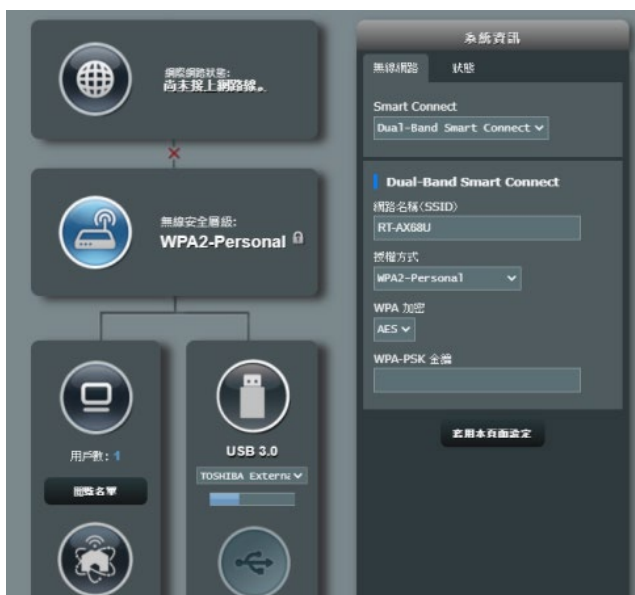 網際網路狀態:
尚未接上網路線。
無線安全層級:
WPA2-Personal
用戶數: 1
閱覽名單
USB 3.0
TOSHIBA Externa
系統資訊
無線網路
狀態
Smart Connect
Dual-Band Smart Connect
Dual-Band Smart Connect
網路名稱(SSID)
RT-AX68U
授權方式
WPA2-Personal
WPA 加密
AES
WPA-PSK 金鑰
套用本頁面設定